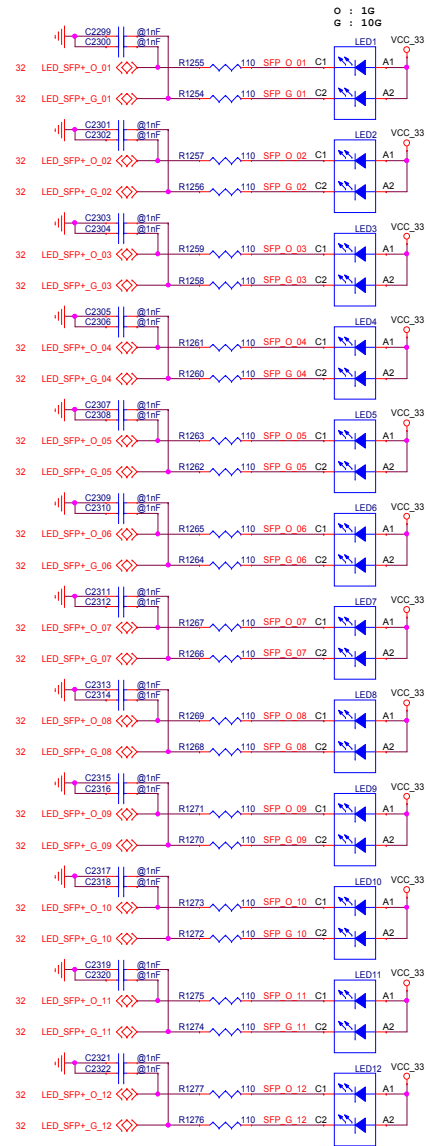 O : 1G
G : 10G
C2299 @1nF LED1 VCC_33
C2300 @1nF
32 LED_SFP+_O_01 R1255 110 SFP_O_01 C1 A1
32 LED_SFP+_G_01 R1254 110 SFP_G_01 C2 A2
C2301 @1nF LED2 VCC_33
C2302 @1nF
32 LED_SFP+_O_02 R1257 110 SFP_O_02 C1 A1
32 LED_SFP+_G_02 R1256 110 SFP_G_02 C2 A2
C2303 @1nF LED3 VCC_33
C2304 @1nF
32 LED_SFP+_O_03 R1259 110 SFP_O_03 C1 A1
32 LED_SFP+_G_03 R1258 110 SFP_G_03 C2 A2
C2305 @1nF LED4 VCC_33
C2306 @1nF
32 LED_SFP+_O_04 R1261 110 SFP_O_04 C1 A1
32 LED_SFP+_G_04 R1260 110 SFP_G_04 C2 A2
C2307 @1nF LED5 VCC_33
C2308 @1nF
32 LED_SFP+_O_05 R1263 110 SFP_O_05 C1 A1
32 LED_SFP+_G_05 R1262 110 SFP_G_05 C2 A2
C2309 @1nF LED6 VCC_33
C2310 @1nF
32 LED_SFP+_O_06 R1265 110 SFP_O_06 C1 A1
32 LED_SFP+_G_06 R1264 110 SFP_G_06 C2 A2
C2311 @1nF LED7 VCC_33
C2312 @1nF
32 LED_SFP+_O_07 R1267 110 SFP_O_07 C1 A1
32 LED_SFP+_G_07 R1266 110 SFP_G_07 C2 A2
C2313 @1nF LED8 VCC_33
C2314 @1nF
32 LED_SFP+_O_08 R1269 110 SFP_O_08 C1 A1
32 LED_SFP+_G_08 R1268 110 SFP_G_08 C2 A2
C2315 @1nF LED9 VCC_33
C2316 @1nF
32 LED_SFP+_O_09 R1271 110 SFP_O_09 C1 A1
32 LED_SFP+_G_09 R1270 110 SFP_G_09 C2 A2
C2317 @1nF LED10 VCC_33
C2318 @1nF
32 LED_SFP+_O_10 R1273 110 SFP_O_10 C1 A1
32 LED_SFP+_G_10 R1272 110 SFP_G_10 C2 A2
C2319 @1nF LED11 VCC_33
C2320 @1nF
32 LED_SFP+_O_11 R1275 110 SFP_O_11 C1 A1
32 LED_SFP+_G_11 R1274 110 SFP_G_11 C2 A2
C2321 @1nF LED12 VCC_33
C2322 @1nF
32 LED_SFP+_O_12 R1277 110 SFP_O_12 C1 A1
32 LED_SFP+_G_12 R1276 110 SFP_G_12 C2 A2